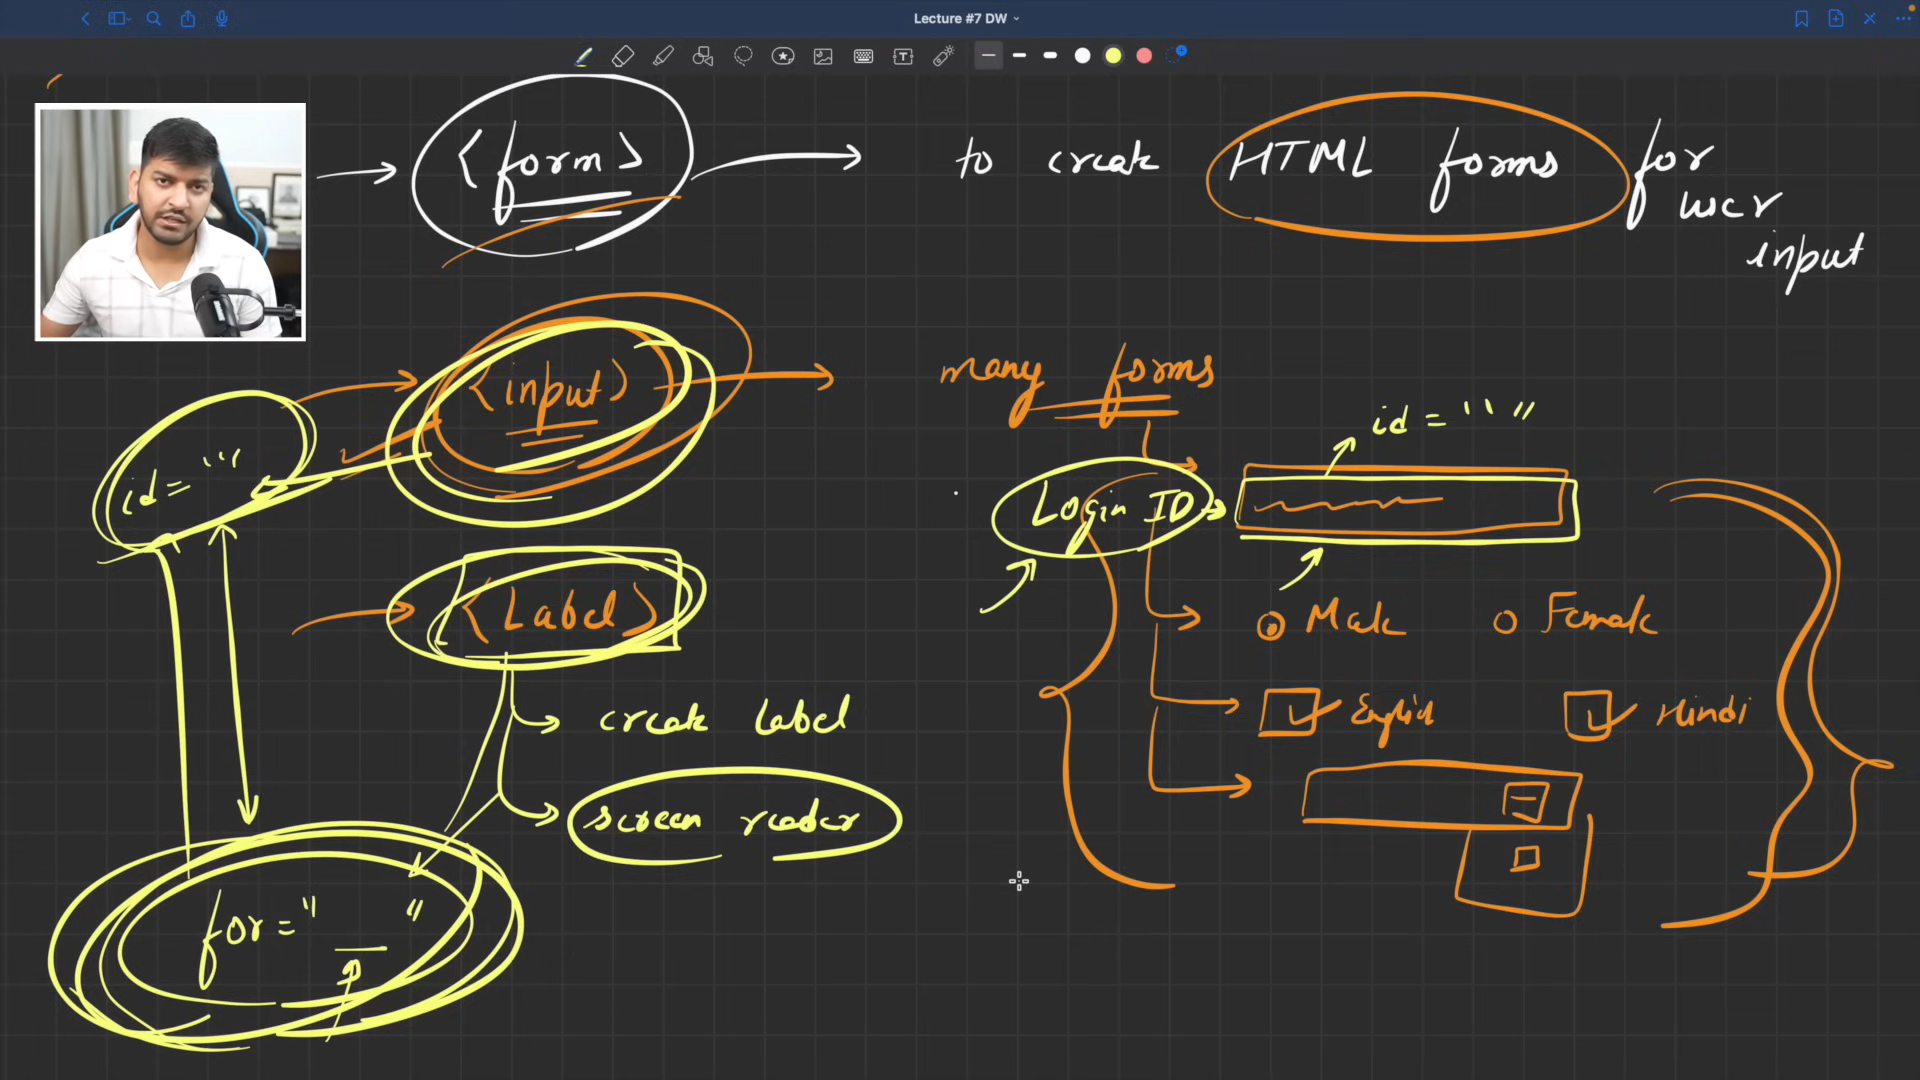 Lecture #7 DW
<form>
to create HTML forms for
user
input
<input>
many forms
id = " "
id = " "
Login ID
<Label>
Male Female
create label
English Hindi
screen reader
for = " "